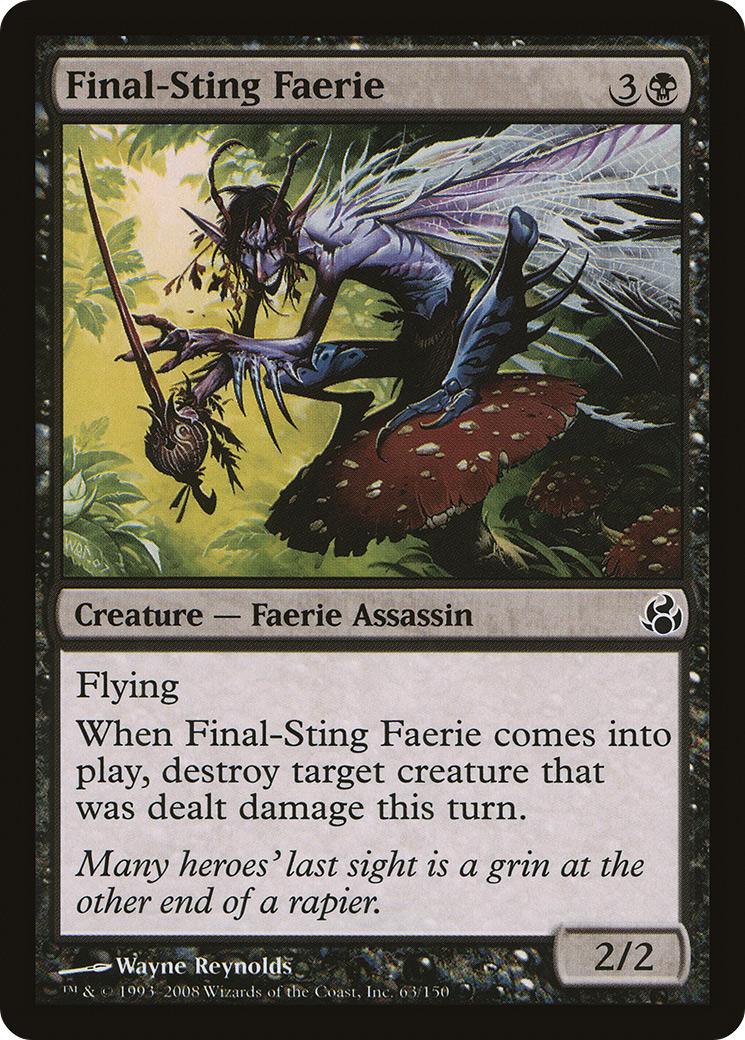 Final-Sting Faerie 3
Creature — Faerie Assassin
Flying
When Final-Sting Faerie comes into
play, destroy target creature that
was dealt damage this turn.
Many heroes' last sight is a grin at the
other end of a rapier.
2/2
Wayne Reynolds
™ & © 1993–2008 Wizards of the Coast, Inc. 63/150